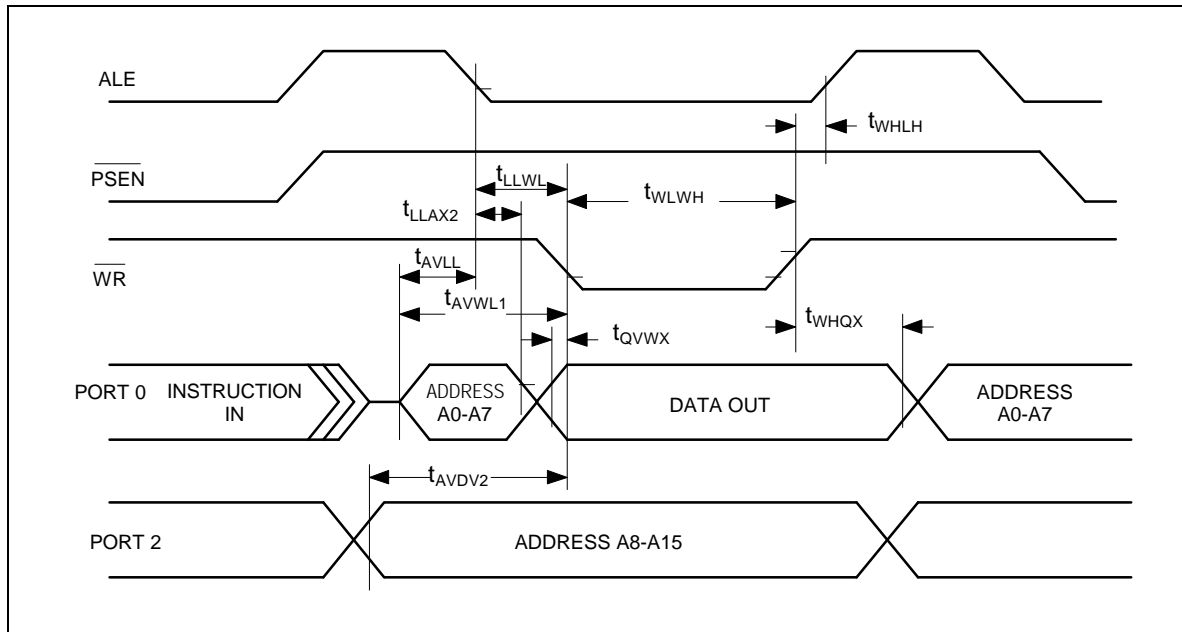 ALE
tWHLH
PSEN
tLLWL
tWLWH
tLLAX2
WR
tAVLL
tAVWL1
tWHQX
tQVWX
PORT 0
INSTRUCTION
IN
ADDRESS
A0-A7
DATA OUT
ADDRESS
A0-A7
tAVDV2
PORT 2
ADDRESS A8-A15